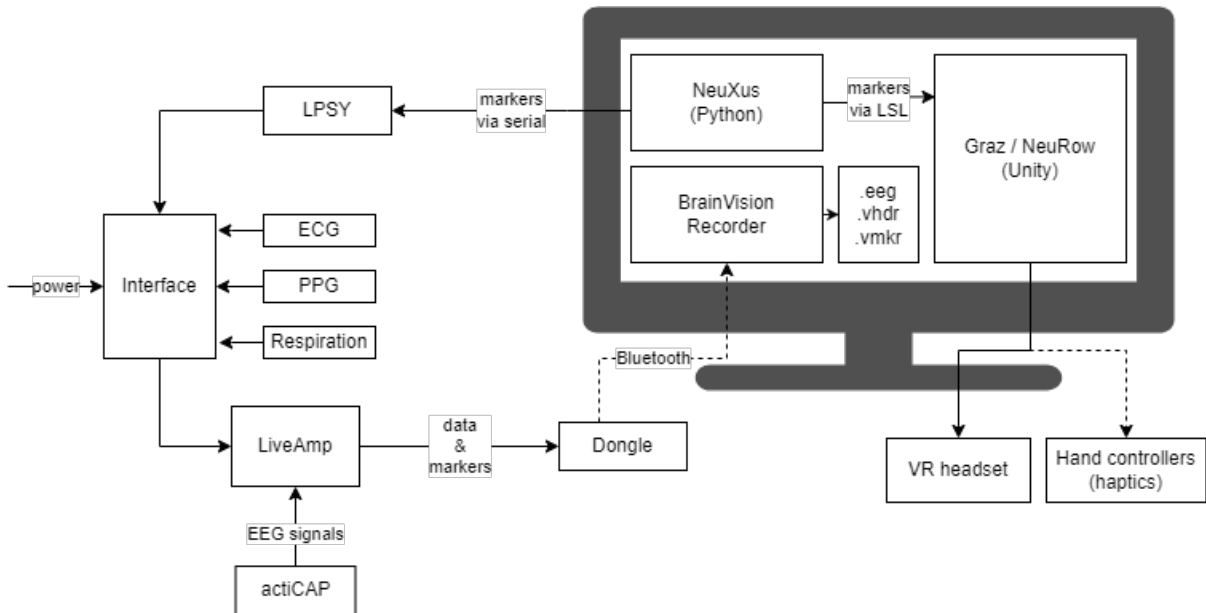 NeuXus
(Python)
markers
via LSL
Graz / NeuRow
(Unity)
LPSY
markers
via serial
BrainVision
Recorder
.eeg
.vhdr
.vmkr
ECG
power
Interface
PPG
Respiration
Bluetooth
LiveAmp
data
&
markers
Dongle
VR headset
Hand controllers
(haptics)
EEG signals
actiCAP